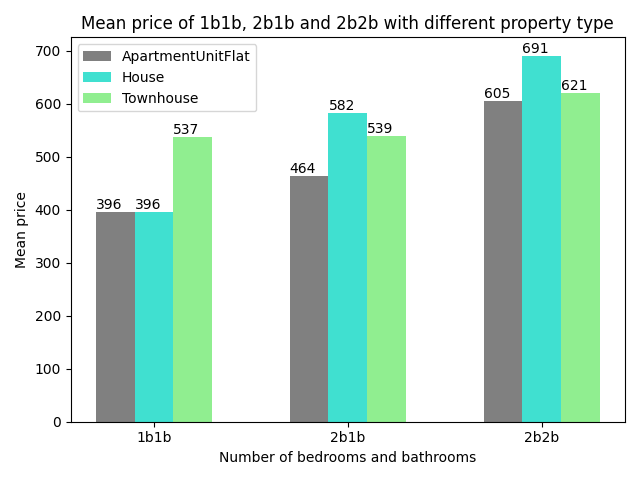 Mean price of 1b1b, 2b1b and 2b2b with different property type
ApartmentUnitFlat
House
Townhouse
Mean price
700
600
500
400
300
200
100
0
396
396
537
464
582
539
605
691
621
1b1b
2b1b
2b2b
Number of bedrooms and bathrooms